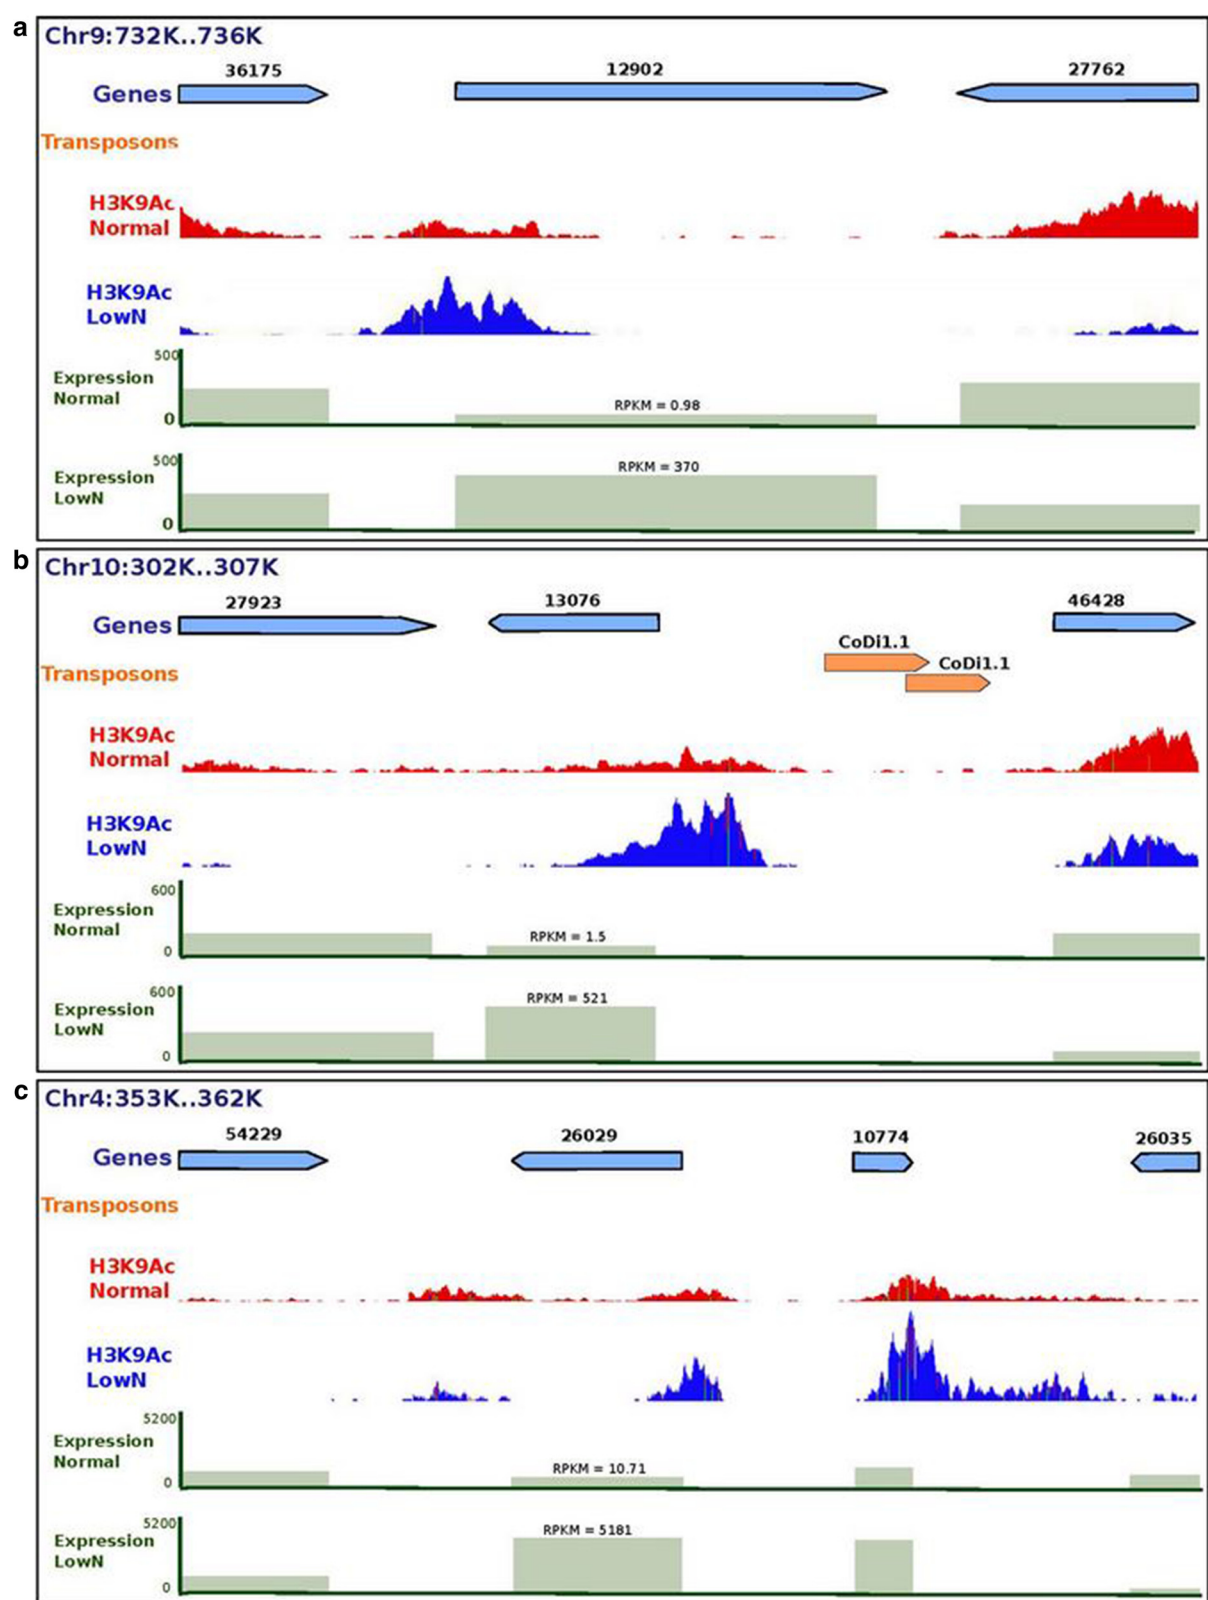 a
Chr9:732K..736K
36175 12902 27762
Genes
Transposons
H3K9Ac
Normal
H3K9Ac
LowN
500
Expression
Normal
RPKM = 0.98
0
500
RPKM = 370
Expression
LowN
0
b
Chr10:302K..307K
27923 13076 46428
Genes
CoDi1.1
CoDi1.1
Transposons
H3K9Ac
Normal
H3K9Ac
LowN
600
Expression
Normal
RPKM = 1.5
0
600
RPKM = 521
Expression
LowN
0
c
Chr4:353K..362K
54229 26029 10774 26035
Genes
Transposons
H3K9Ac
Normal
H3K9Ac
LowN
5200
Expression
Normal
RPKM = 10.71
0
5200
RPKM = 5181
Expression
LowN
0